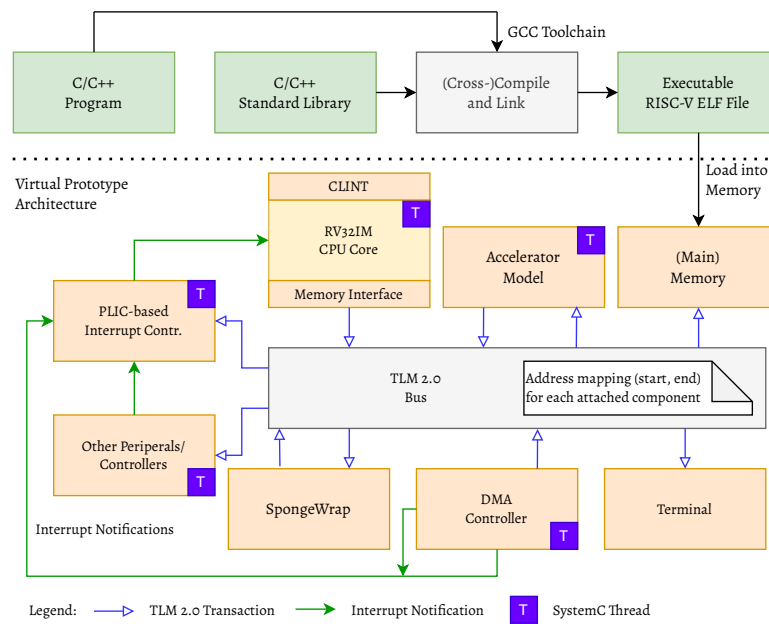 GCC Toolchain
C/C++
Program
C/C++
Standard Library
(Cross-)Compile
and Link
Executable
RISC-V ELF File
Load into
Memory
Virtual Prototype
Architecture
CLINT
T
RV32IM
CPU Core
Memory Interface
T
Accelerator
Model
(Main)
Memory
T
PLIC-based
Interrupt Contr.
TLM 2.0
Bus
Address mapping (start, end)
for each attached component
Other Periperals/
Controllers
T
SpongeWrap
DMA
Controller
T
Terminal
Interrupt Notifications
Legend:
TLM 2.0 Transaction
Interrupt Notification
T
SystemC Thread